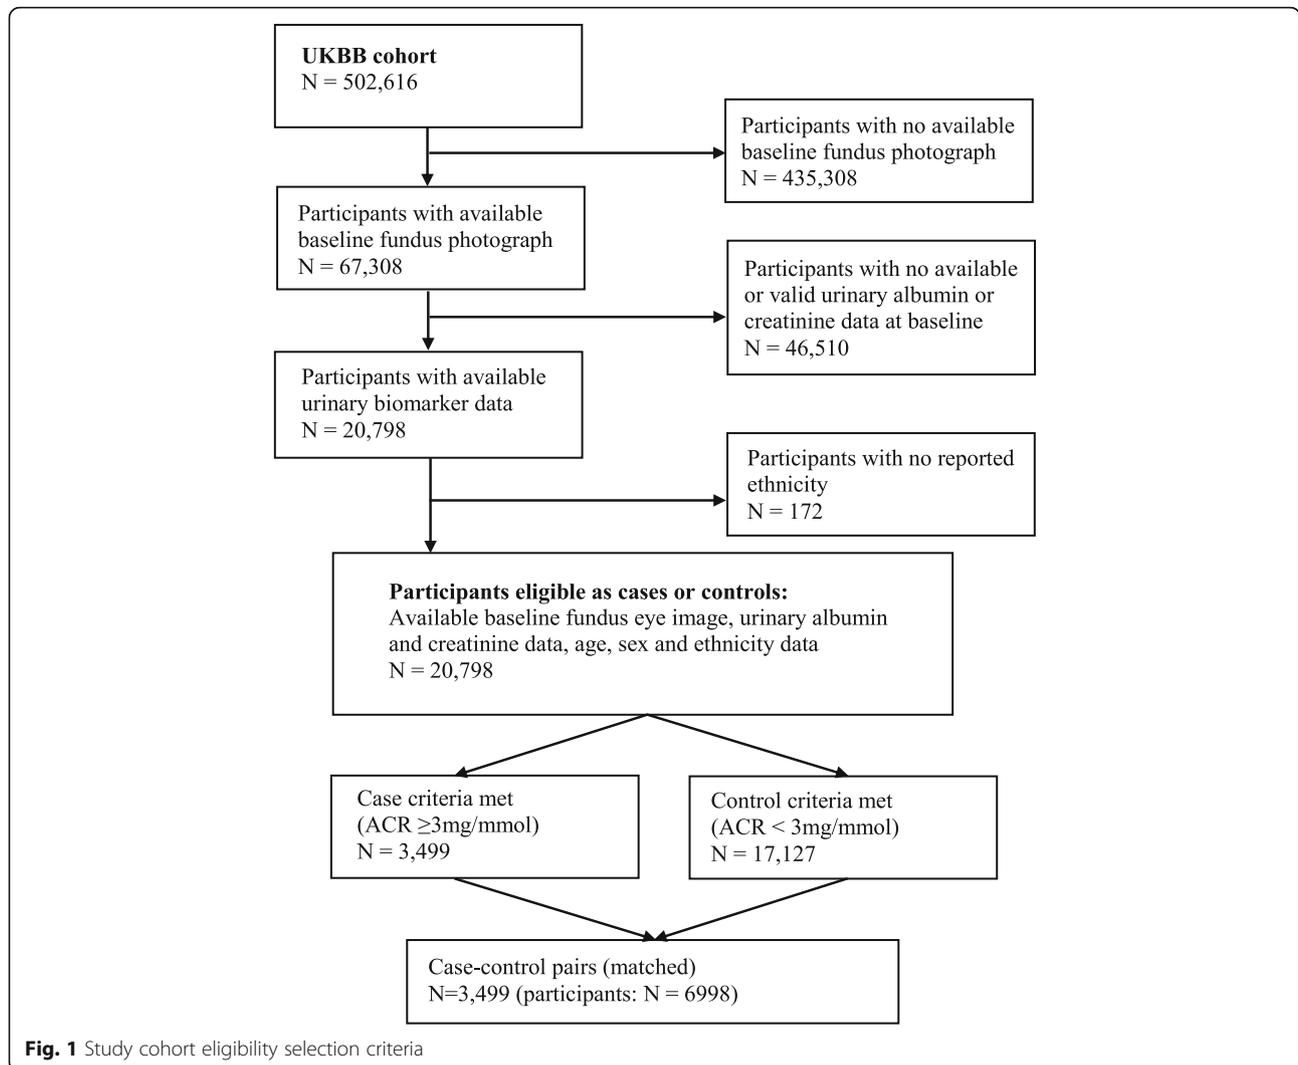 UKBB cohort
N = 502,616
Participants with no available
baseline fundus photograph
N = 435,308
Participants with available
baseline fundus photograph
N = 67,308
Participants with no available
or valid urinary albumin or
creatinine data at baseline
N = 46,510
Participants with available
urinary biomarker data
N = 20,798
Participants with no reported
ethnicity
N = 172
Participants eligible as cases or controls:
Available baseline fundus eye image, urinary albumin
and creatinine data, age, sex and ethnicity data
N = 20,798
Case criteria met
(ACR ≥3mg/mmol)
N = 3,499
Control criteria met
(ACR < 3mg/mmol)
N = 17,127
Case-control pairs (matched)
N=3,499 (participants: N = 6998)
Fig. 1 Study cohort eligibility selection criteria